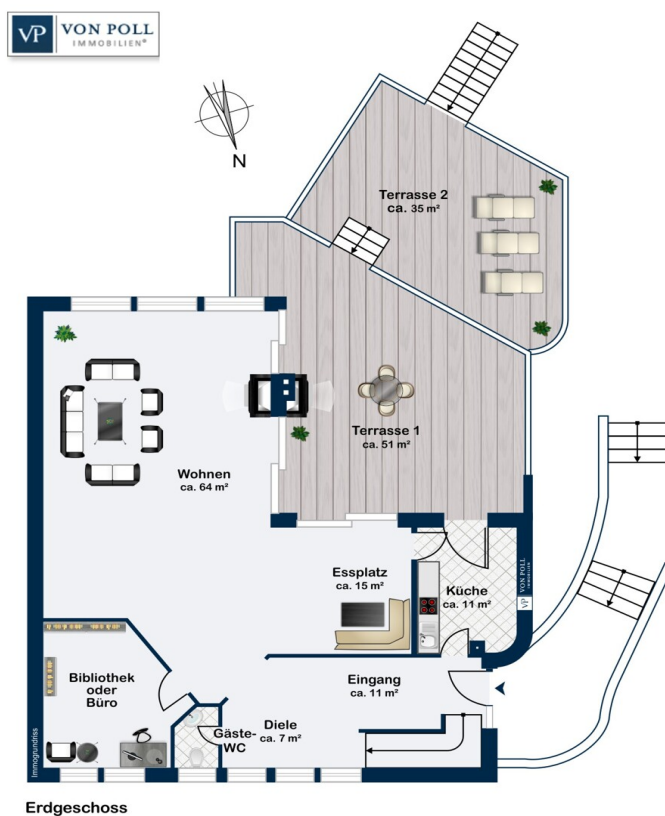 VP VON POLL
IMMOBILIEN®
N
Terrasse 2
ca. 35 m²
Terrasse 1
ca. 51 m²
Wohnen
ca. 64 m²
Essplatz
ca. 15 m²
Küche
ca. 11 m²
VP VON POLL
IMMOBILIEN
Bibliothek
oder
Büro
Eingang
ca. 11 m²
Gäste-
WC
Diele
ca. 7 m²
Immogrundriss
Erdgeschoss